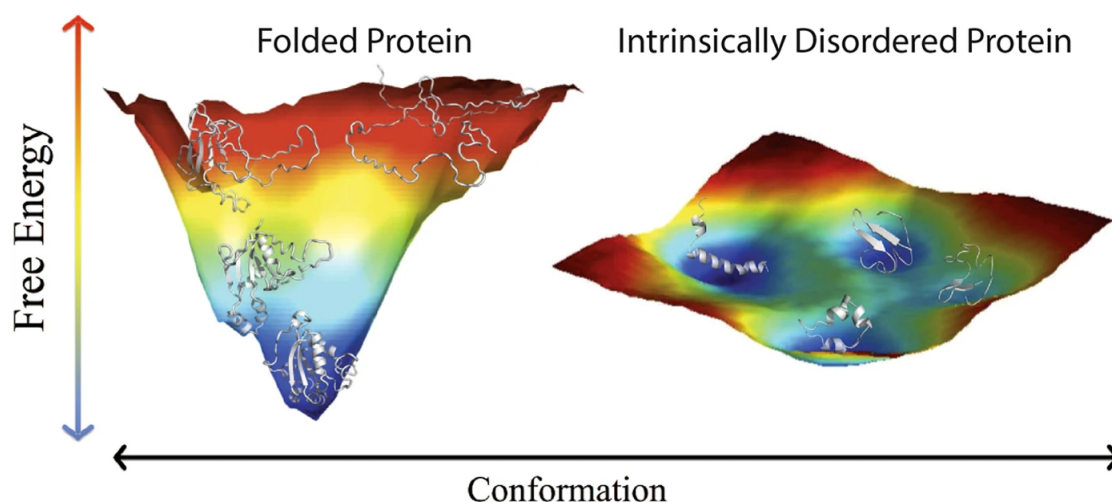 Folded Protein
Intrinsically Disordered Protein
Free Energy
Conformation